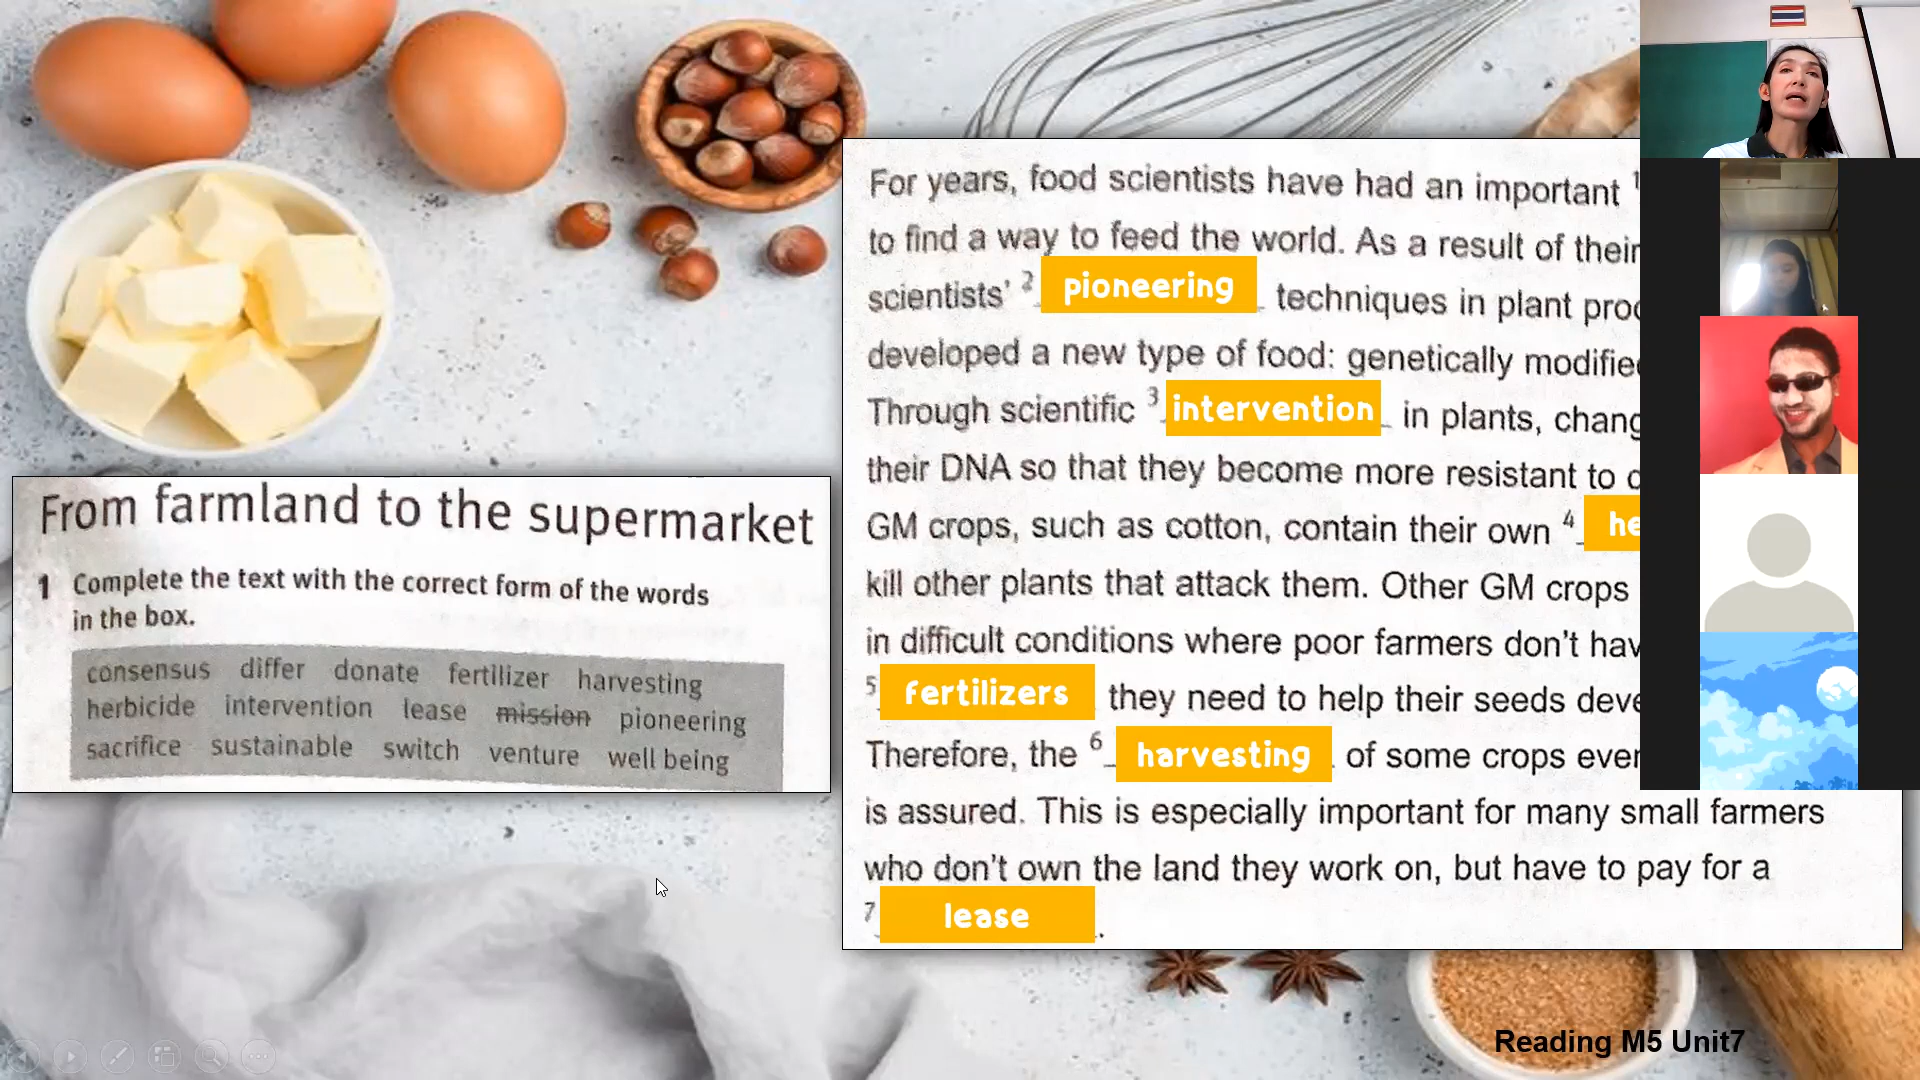 From farmland to the supermarket
1 Complete the text with the correct form of the words
in the box.
consensus differ donate fertilizer harvesting
herbicide intervention lease mission pioneering
sacrifice sustainable switch venture well being
For years, food scientists have had an important 1
to find a way to feed the world. As a result of their
scientists' 2 pioneering techniques in plant
developed a new type of food: genetically
Through scientific 3 intervention in plants,
their DNA so that they become more resistant to
GM crops, such as cotton, contain their own 4
kill other plants that attack them. Other GM crops
in difficult conditions where poor farmers don't
5 fertilizers they need to help their seeds
Therefore, the 6 harvesting of some crops
is assured. This is especially important for many small farmers
who don't own the land they work on, but have to pay for a
7 lease .
Reading M5 Unit7